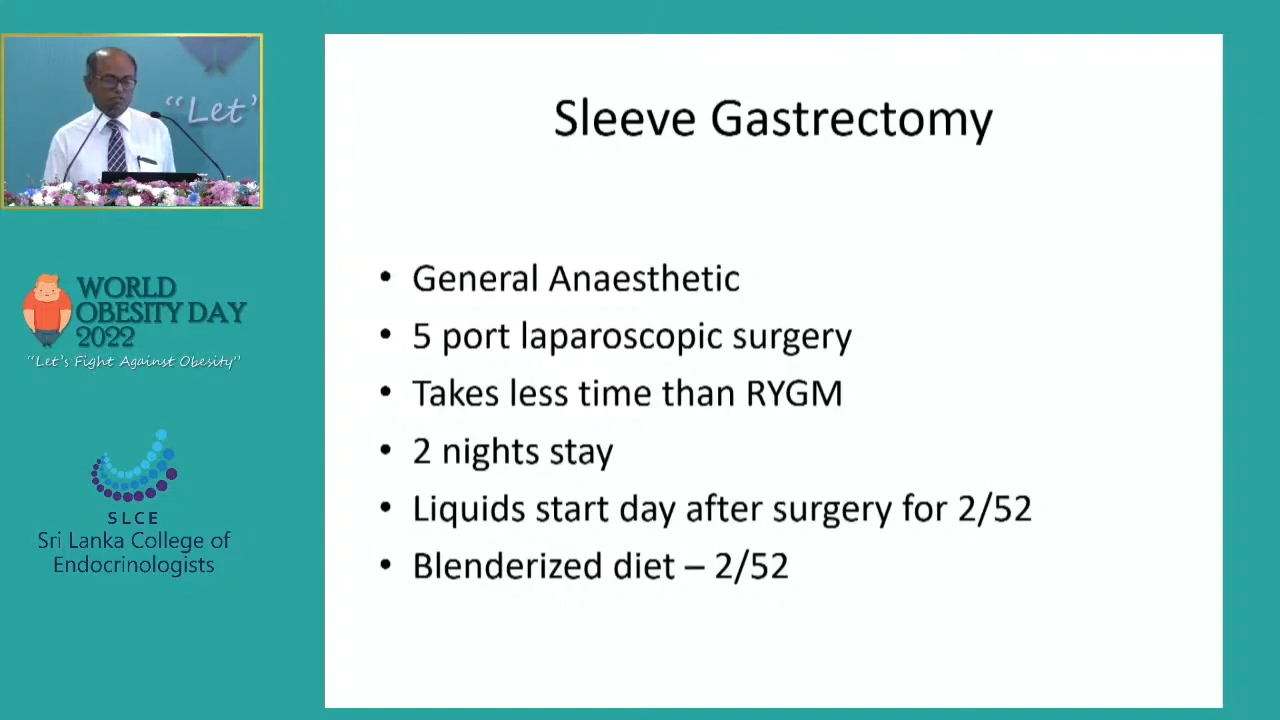 “Let’
WORLD
OBESITY DAY
2022
“Let’s Fight Against Obesity”
SLCE
Sri Lanka College of
Endocrinologists
Sleeve Gastrectomy
• General Anaesthetic
• 5 port laparoscopic surgery
• Takes less time than RYGM
• 2 nights stay
• Liquids start day after surgery for 2/52
• Blenderized diet – 2/52